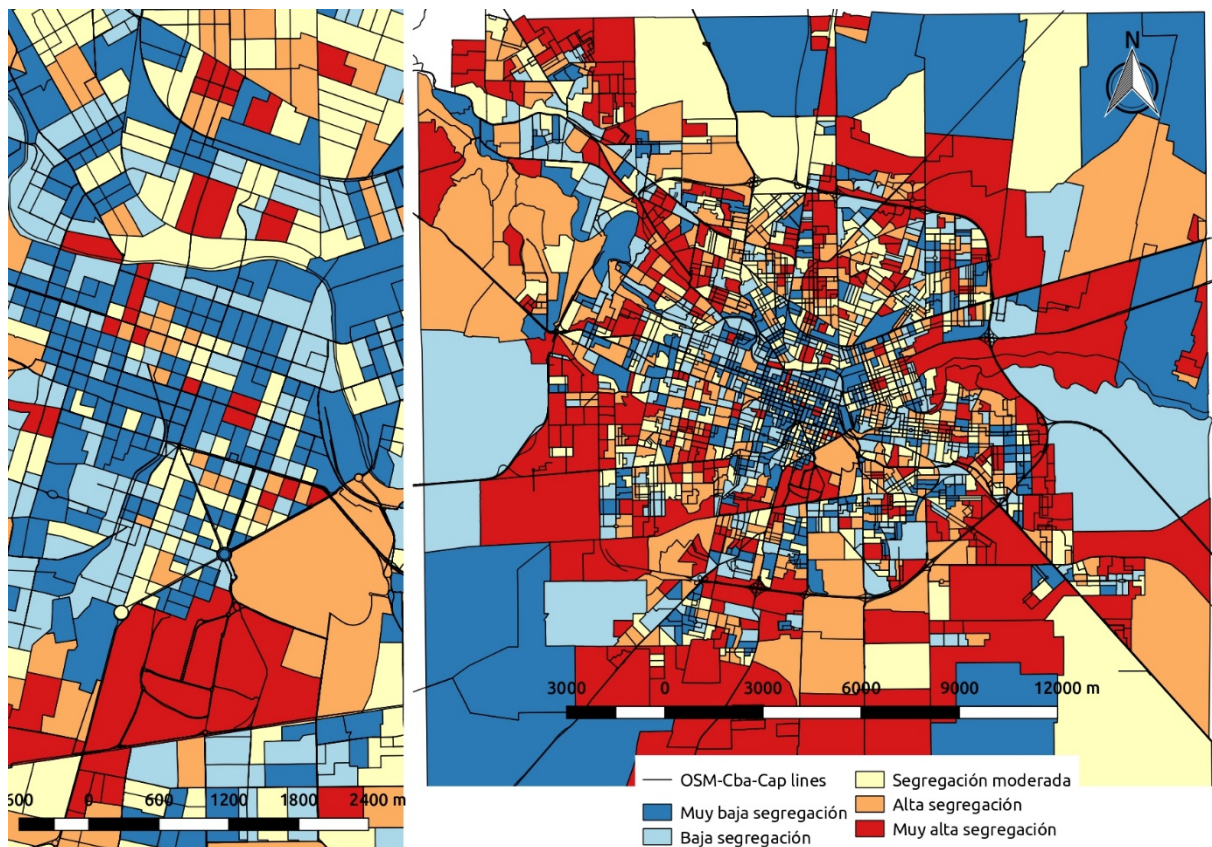 N
3000 0 3000 6000 9000 12000 m
600 0 600 1200 1800 2400 m
OSM-Cba-Cap lines
Muy baja segregación
Baja segregación
Segregación moderada
Alta segregación
Muy alta segregación